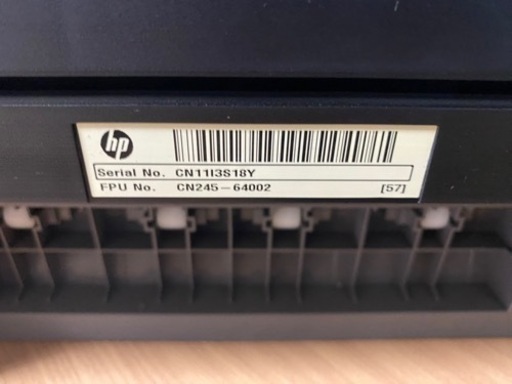 hp
Serial No. CN11I3S18Y
FPU No. CN245-64002 [57]